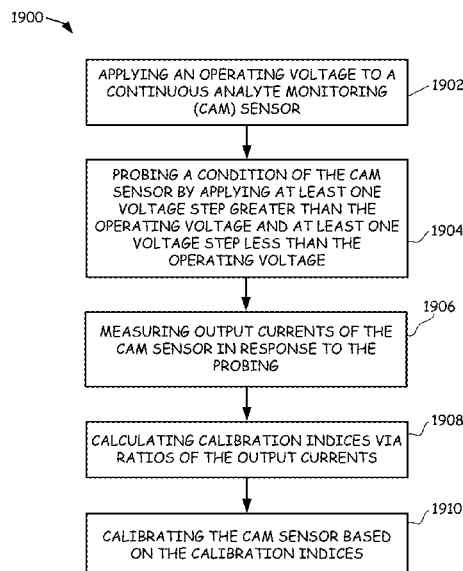 1900
APPLYING AN OPERATING VOLTAGE TO A
CONTINUOUS ANALYTE MONITORING
(CAM) SENSOR
1902
PROBING A CONDITION OF THE CAM
SENSOR BY APPLYING AT LEAST ONE
VOLTAGE STEP GREATER THAN THE
OPERATING VOLTAGE AND AT LEAST ONE
VOLTAGE STEP LESS THAN THE
OPERATING VOLTAGE
1904
MEASURING OUTPUT CURRENTS OF THE
CAM SENSOR IN RESPONSE TO THE
PROBING
1906
CALCULATING CALIBRATION INDICES VIA
RATIOS OF THE OUTPUT CURRENTS
1908
CALIBRATING THE CAM SENSOR BASED
ON THE CALIBRATION INDICES
1910